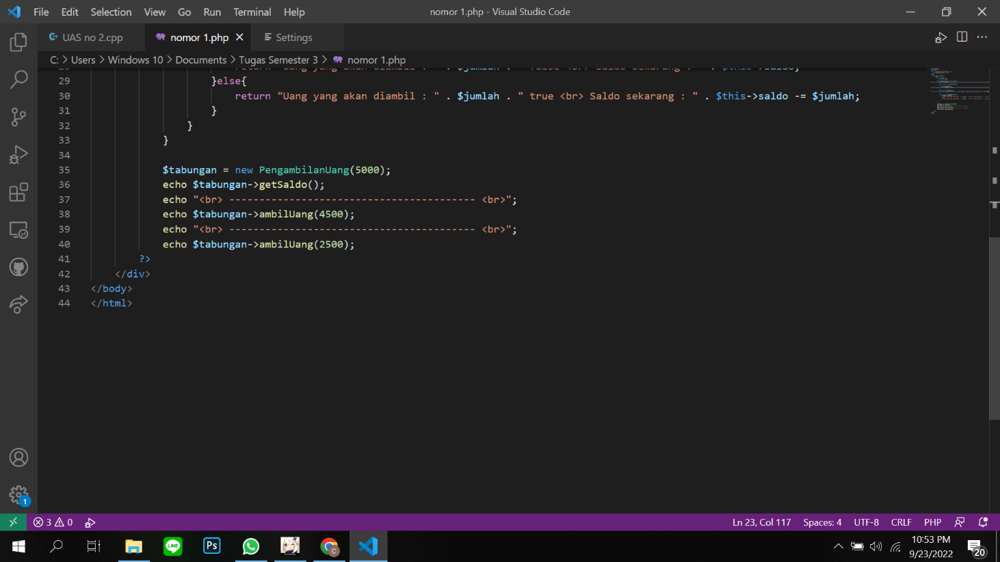 File Edit Selection View Go Run Terminal Help
nomor 1.php - Visual Studio Code
UAS no 2.cpp
nomor 1.php
Settings
C: > Users > Windows 10 > Documents > Tugas Semester 3 > nomor 1.php
29 }else{
30 return "Uang yang akan diambil : " . $jumlah . " true <br> Saldo sekarang : " . $this->saldo -= $jumlah;
31 }
32 }
33 }
34
35 $tabungan = new PengambilanUang(5000);
36 echo $tabungan->getSaldo();
37 echo "<br> ----------------------------------------- <br>";
38 echo $tabungan->ambilUang(4500);
39 echo "<br> ----------------------------------------- <br>";
40 echo $tabungan->ambilUang(2500);
41 ?>
42 </div>
43 </body>
44 </html>
1
3 0
Ln 23, Col 117 Spaces: 4 UTF-8 CRLF PHP
LINE
Ps
C
10:53 PM
9/23/2022
20